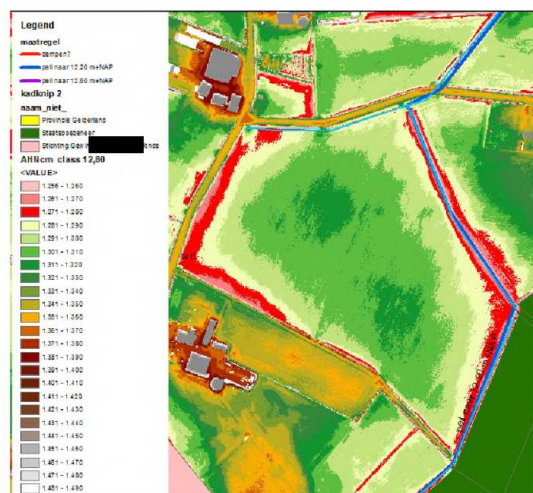 Legend
maatregel
dempen?
peil naar 12,20 m+NAP
peil naar 12,60 m+NAP
kadknip 2
naam_niet_
Provincie Gelderland
Staatsbosbeheer
Stichting
AHNcm class 12,80
<VALUE>
1.256 - 1.260
1.261 - 1.270
1.271 - 1.280
1.281 - 1.290
1.291 - 1.300
1.301 - 1.310
1.311 - 1.320
1.321 - 1.330
1.331 - 1.340
1.341 - 1.350
1.351 - 1.360
1.361 - 1.370
1.371 - 1.380
1.381 - 1.390
1.391 - 1.400
1.401 - 1.410
1.411 - 1.420
1.421 - 1.430
1.431 - 1.440
1.441 - 1.450
1.451 - 1.460
1.461 - 1.470
1.471 - 1.480
1.481 - 1.490